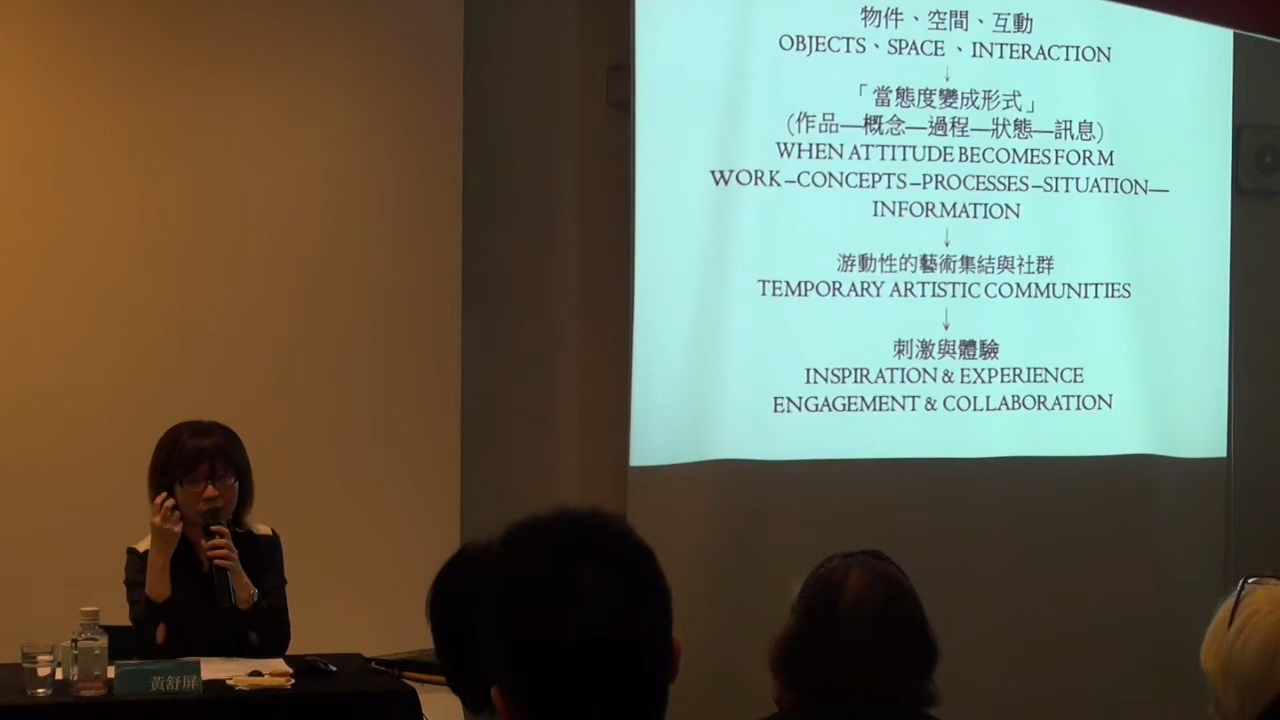 物件、空間、互動
OBJECTS、SPACE、INTERACTION
↓
「當態度變成形式」
(作品—概念—過程—狀態—訊息)
WHEN ATTITUDE BECOMES FORM
WORK–CONCEPTS–PROCESSES–SITUATION—
INFORMATION
↓
游動性的藝術集結與社群
TEMPORARY ARTISTIC COMMUNITIES
↓
刺激與體驗
INSPIRATION & EXPERIENCE
ENGAGEMENT & COLLABORATION
黃舒屏